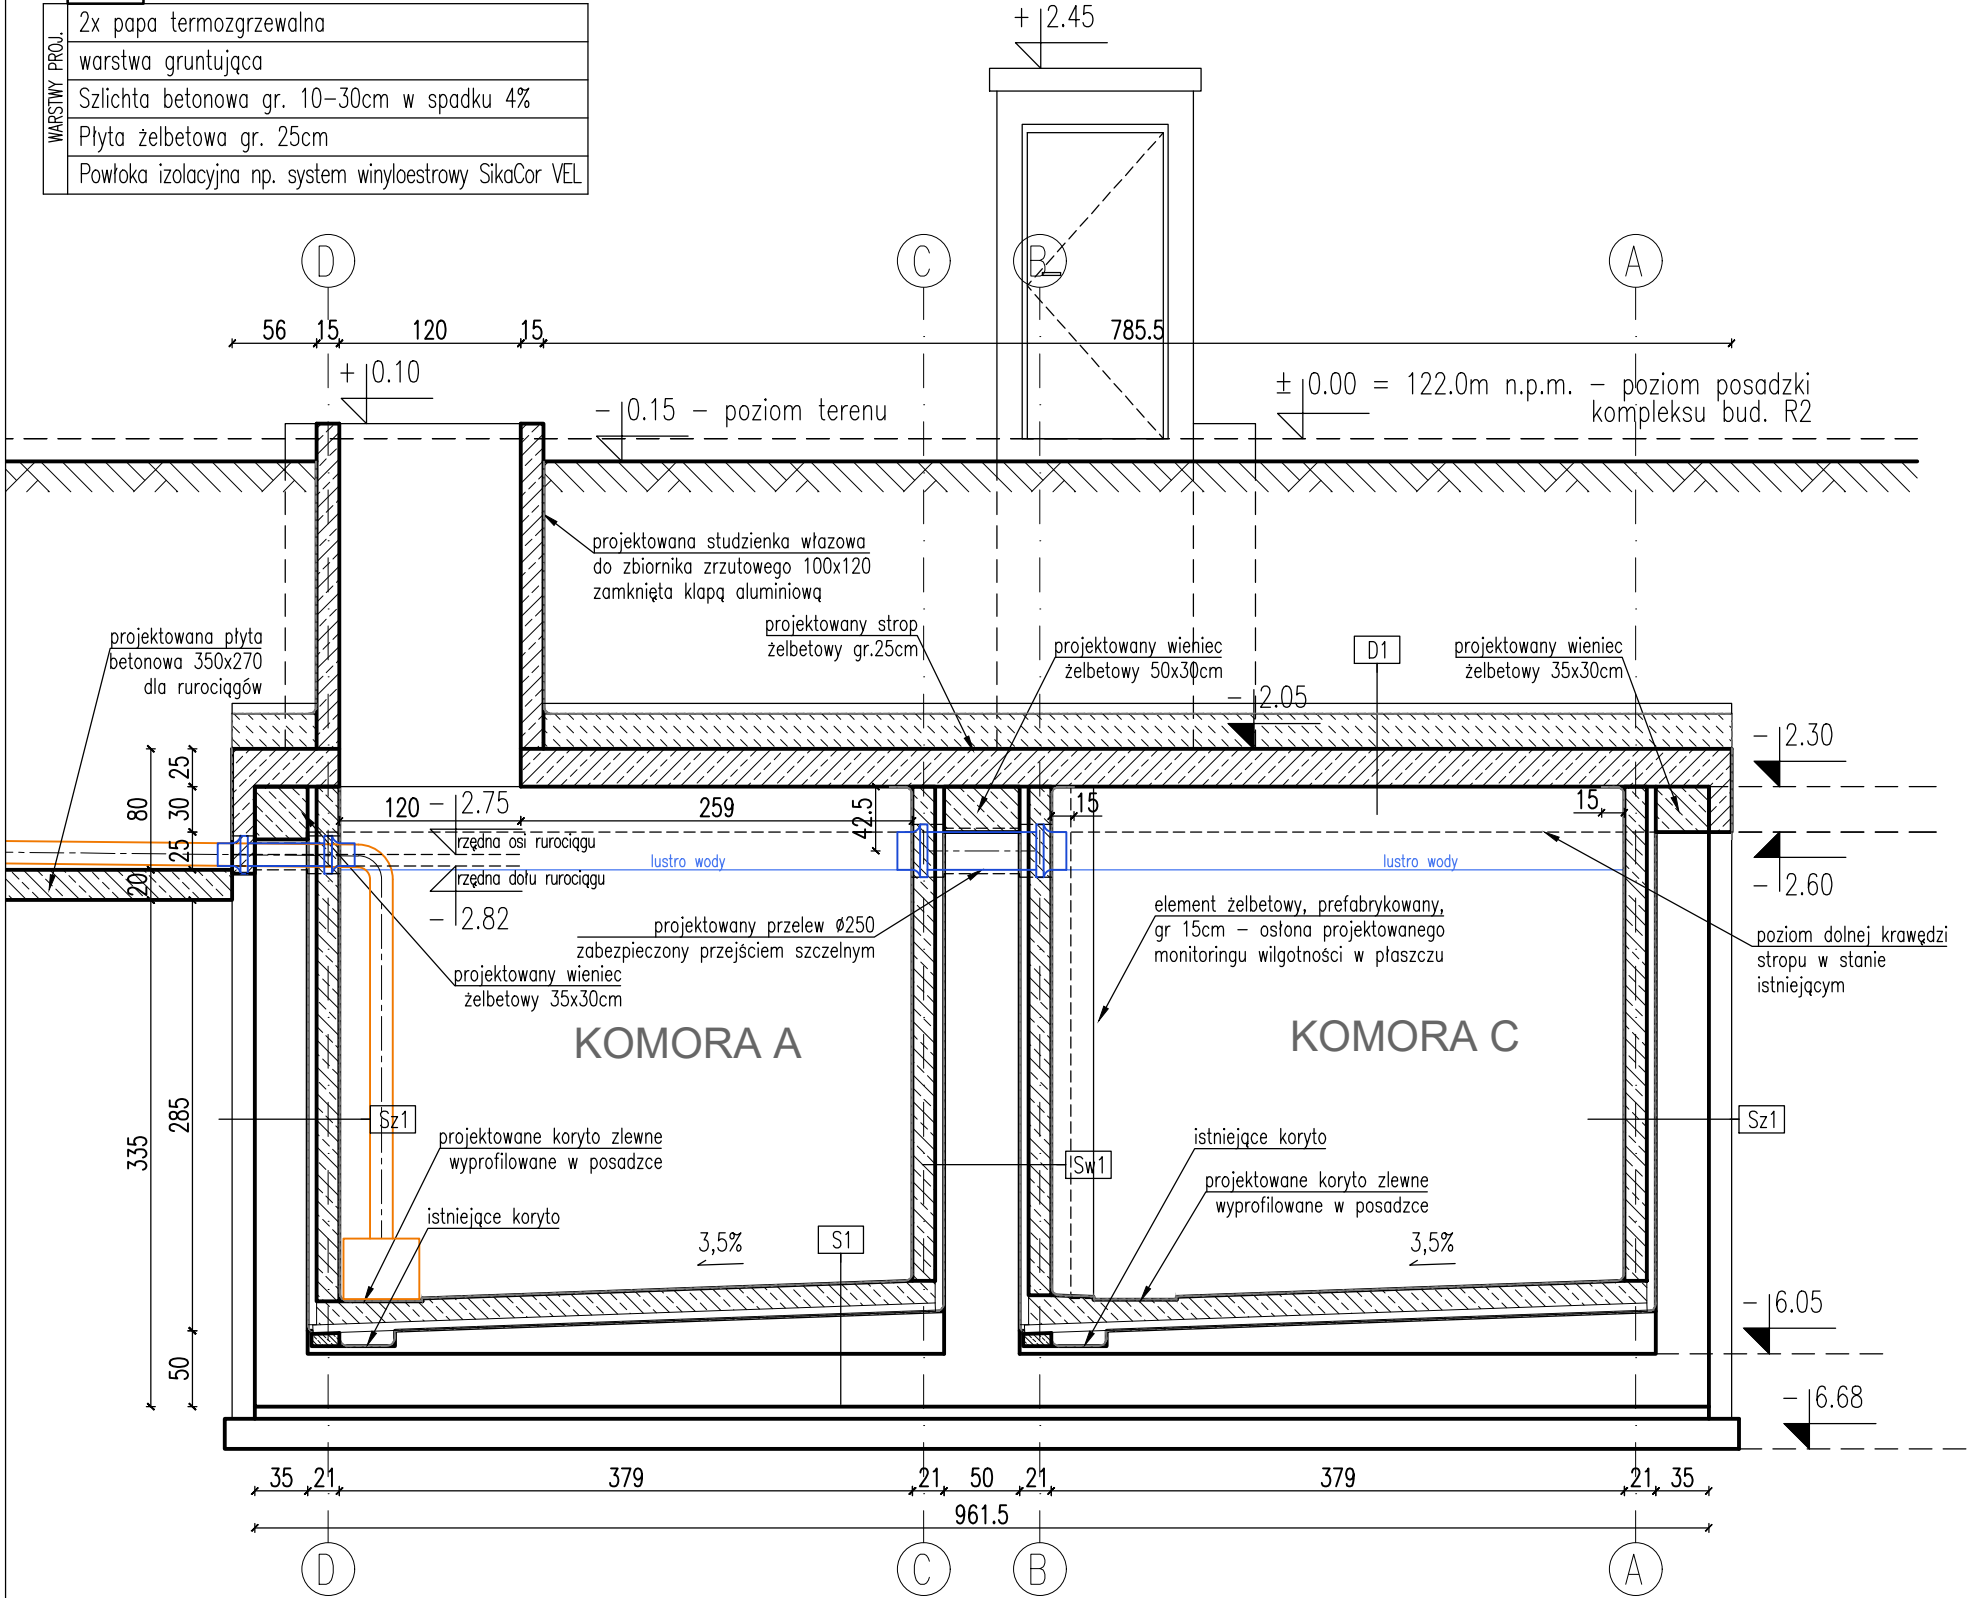 WARSTWY PROJ.
2x papa termozgrzewalna
warstwa gruntująca
Szlichta betonowa gr. 10-30cm w spadku 4%
Płyta żelbetowa gr. 25cm
Powłoka izolacyjna np. system winyloestrowy SikaCor VEL
+ 2.45
D
C
B
A
56
15
120
15
785.5
+ 0.10
- 0.15 - poziom terenu
± 0.00 = 122.0m n.p.m. - poziom posadzki
kompleksu bud. R2
projektowana studzienka włazowa
do zbiornika zrzutowego 100x120
zamknięta klapą aluminiową
projektowana płyta
betonowa 350x270
dla rurociągów
projektowany strop
żelbetowy gr.25cm
projektowany wieniec
żelbetowy 50x30cm
D1
projektowany wieniec
żelbetowy 35x30cm
- 2.05
- 2.30
25
80
30
25
20
120
- 2.75
259
42.5
15
15
rzędna osi rurociągu
lustro wody
lustro wody
rzędna dołu rurociągu
- 2.82
- 2.60
projektowany przelew ø250
zabezpieczony przejściem szczelnym
element żelbetowy, prefabrykowany,
gr 15cm - osłona projektowanego
monitoringu wilgotności w płaszczu
poziom dolnej krawędzi
stropu w stanie
istniejącym
projektowany wieniec
żelbetowy 35x30cm
KOMORA A
KOMORA C
285
335
Sz1
Sz1
projektowane koryto zlewne
wyprofilowane w posadzce
istniejące koryto
Sw1
projektowane koryto zlewne
wyprofilowane w posadzce
istniejące koryto
3,5%
S1
3,5%
- 6.05
50
- 6.68
35
21
379
21
50
21
379
21
35
961.5
D
C
B
A